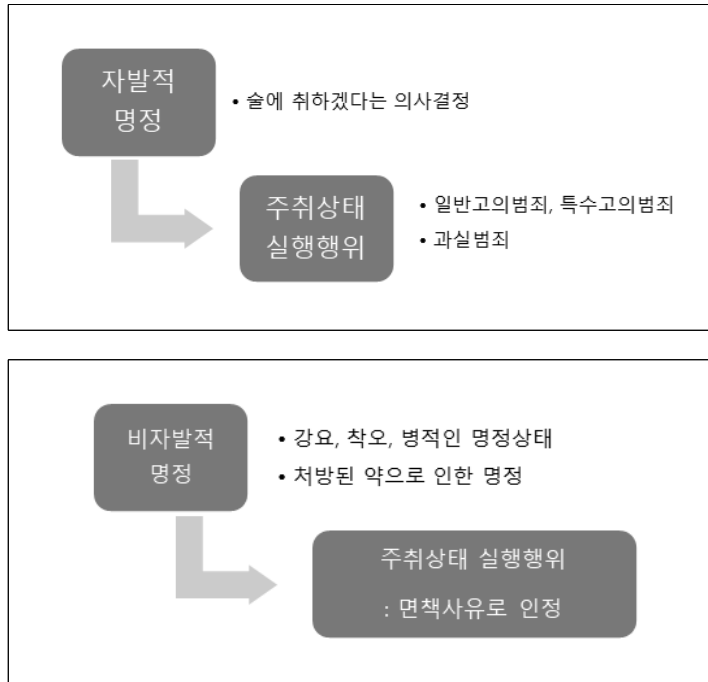 자발적
명정
• 술에 취하겠다는 의사결정
주취상태
실행행위
• 일반고의범죄, 특수고의범죄
• 과실범죄
비자발적
명정
• 강요, 착오, 병적인 명정상태
• 처방된 약으로 인한 명정
주취상태 실행행위
: 면책사유로 인정